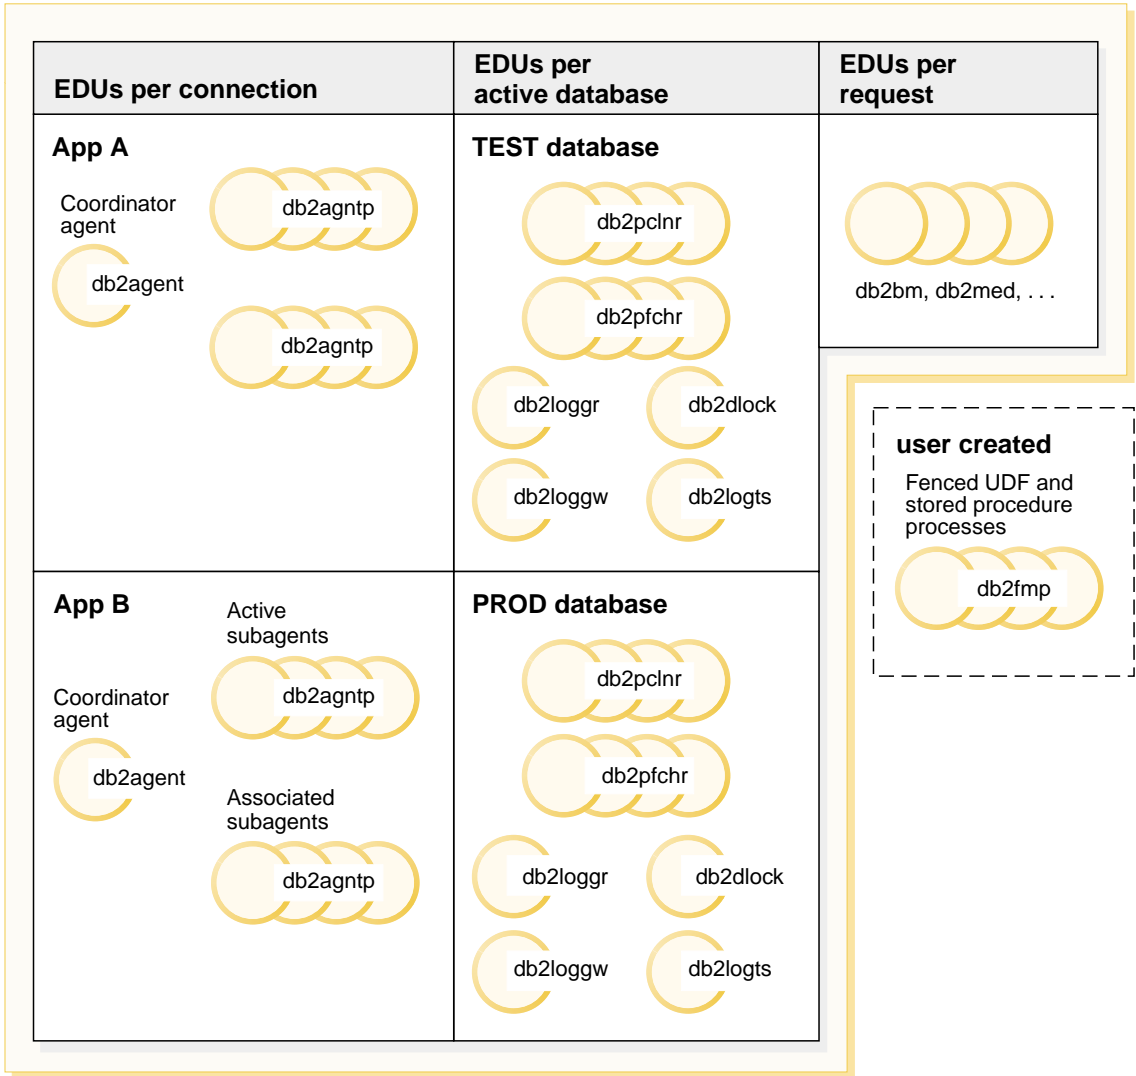 EDUs per connection
EDUs per
active database
EDUs per
request
App A
Coordinator
agent
db2agent
db2agntp
db2agntp
TEST database
db2pclnr
db2pfchr
db2loggr
db2dlock
db2loggw
db2logts
db2bm, db2med, . . .
user created
Fenced UDF and
stored procedure
processes
db2fmp
App B
Coordinator
agent
db2agent
Active
subagents
db2agntp
Associated
subagents
db2agntp
PROD database
db2pclnr
db2pfchr
db2loggr
db2dlock
db2loggw
db2logts